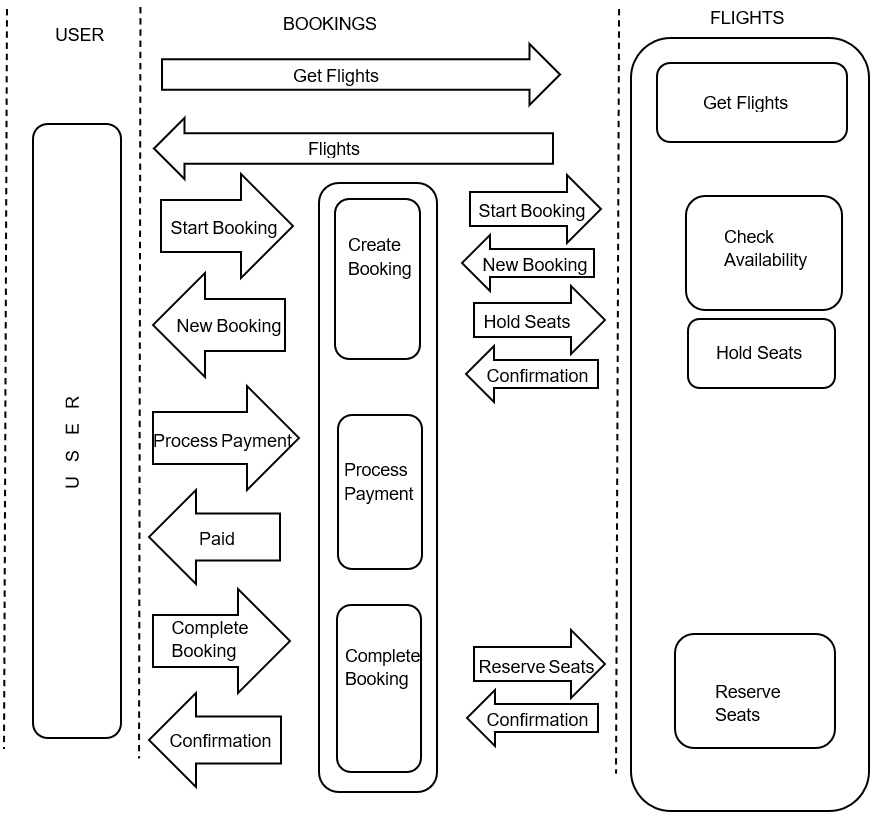 USER
BOOKINGS
FLIGHTS
Get Flights
Get Flights
Flights
Start Booking
Create
Booking
Start Booking
Check
Availability
New Booking
New Booking
Hold Seats
Hold Seats
Confirmation
USER
Process Payment
Process
Payment
Paid
Complete
Booking
Complete
Booking
Reserve Seats
Reserve
Seats
Confirmation
Confirmation